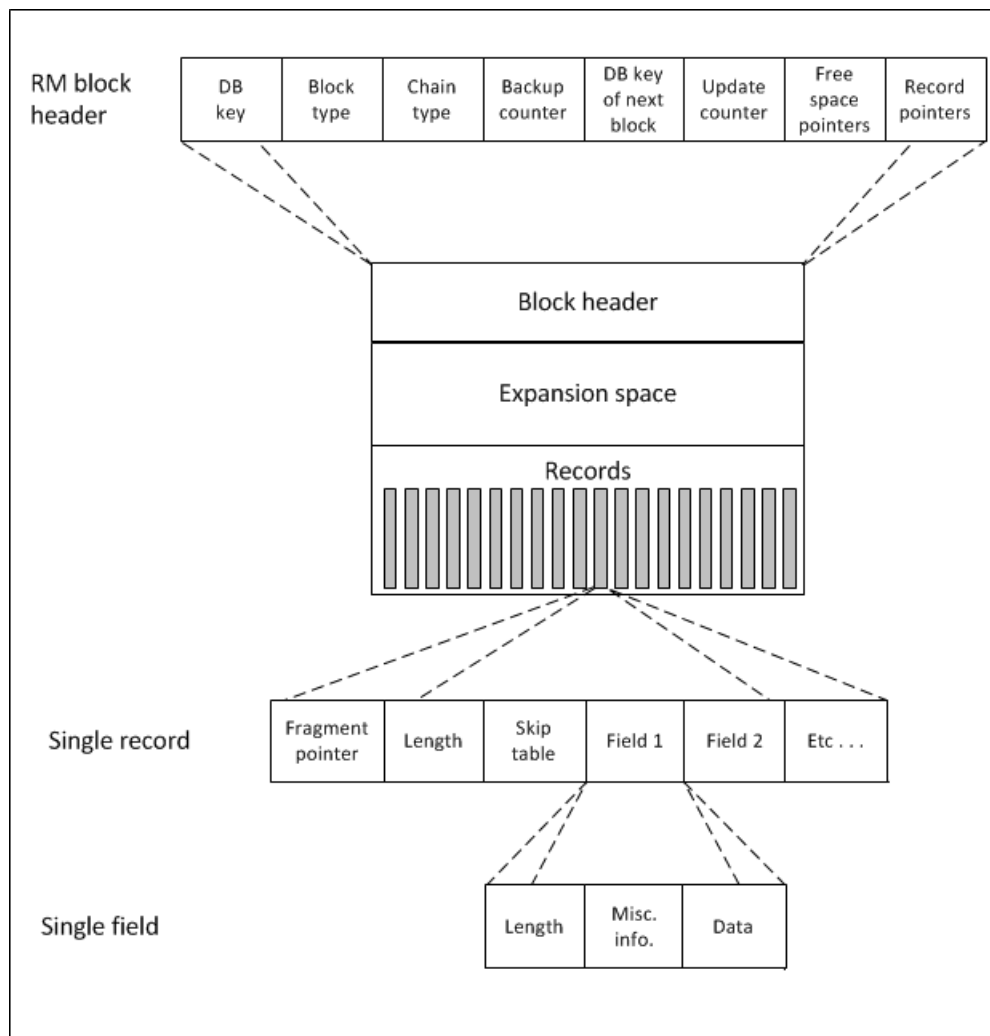 RM block
header
DB
key
Block
type
Chain
type
Backup
counter
DB key
of next
block
Update
counter
Free
space
pointers
Record
pointers
Block header
Expansion space
Records
Single record
Fragment
pointer
Length
Skip
table
Field 1
Field 2
Etc . . .
Single field
Length
Misc.
info.
Data